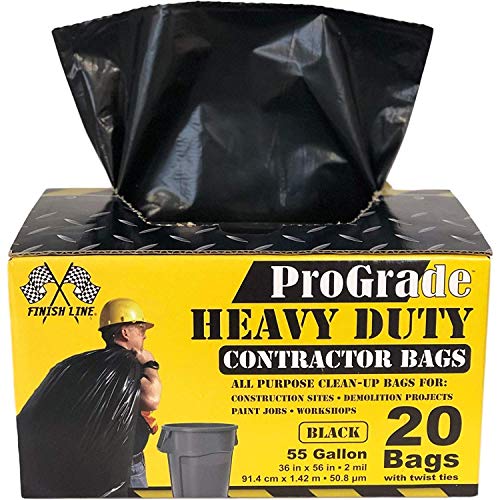 ProGrade™
FINISH LINE®
HEAVY DUTY
CONTRACTOR BAGS
ALL PURPOSE CLEAN-UP BAGS FOR:
CONSTRUCTION SITES • DEMOLITION PROJECTS
PAINT JOBS • WORKSHOPS
BLACK
55 Gallon
36 in x 56 in • 2 mil
91.4 cm x 1.42 m • 50.8 µm
20
Bags
with twist ties